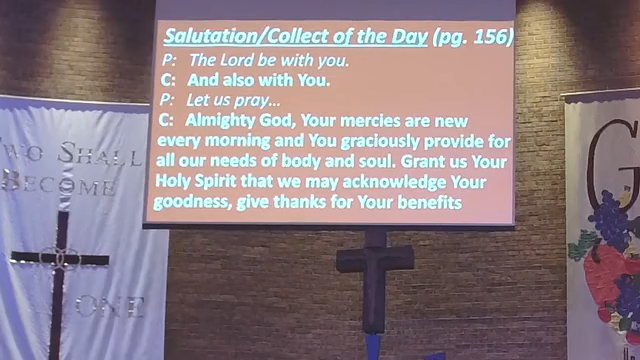 Salutation/Collect of the Day (pg. 156)
P: The Lord be with you.
C: And also with You.
P: Let us pray...
C: Almighty God, Your mercies are new
every morning and You graciously provide for
all our needs of body and soul. Grant us Your
Holy Spirit that we may acknowledge Your
goodness, give thanks for Your benefits
TWO SHALL
BECOME
ONE
G